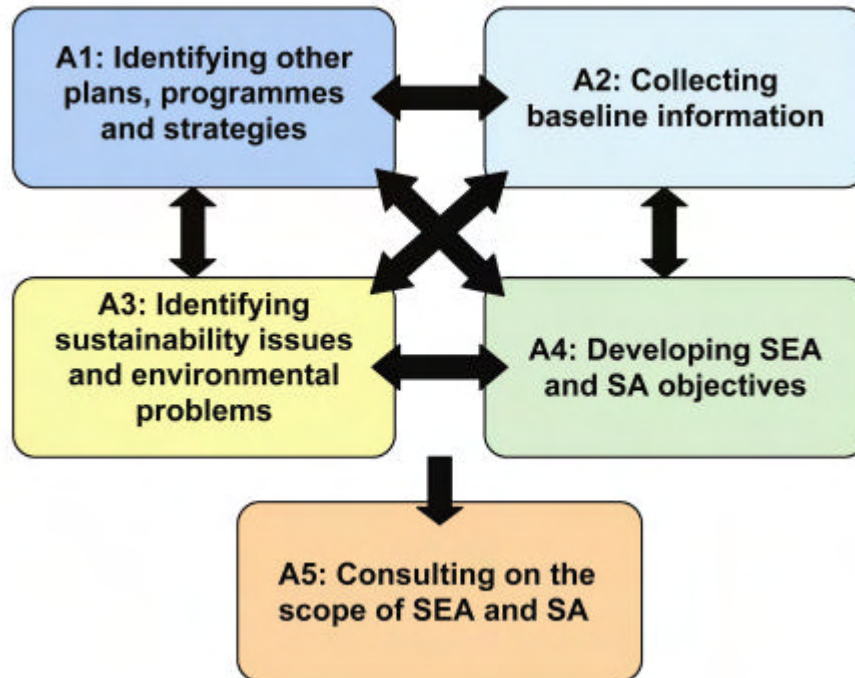 A1: Identifying other
plans, programmes
and strategies
A2: Collecting
baseline information
A3: Identifying
sustainability issues
and environmental
problems
A4: Developing SEA
and SA objectives
A5: Consulting on the
scope of SEA and SA